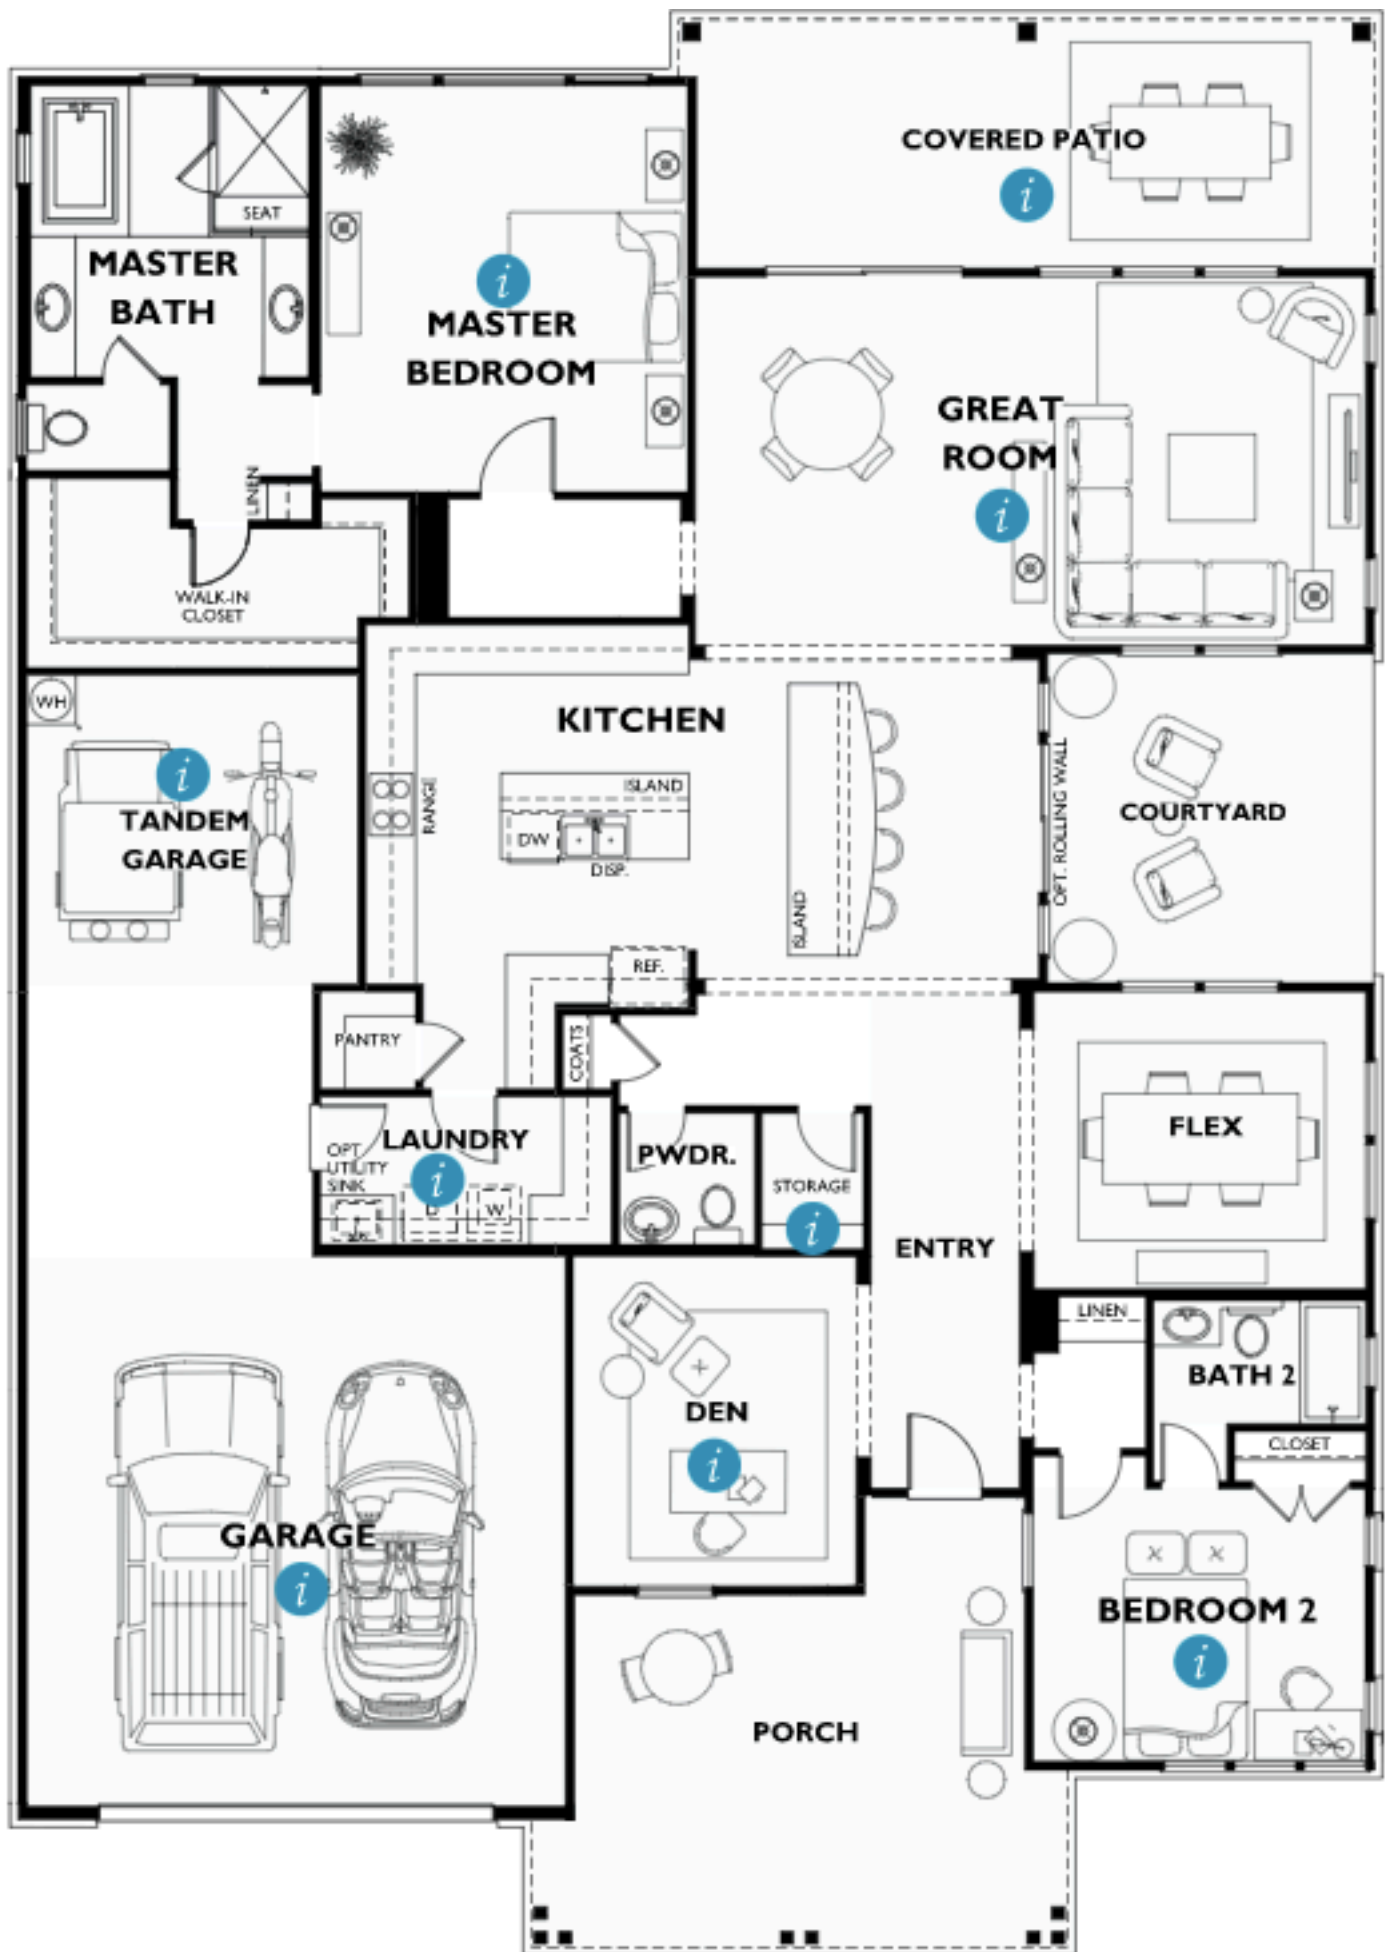 COVERED PATIO
i
SEAT
MASTER
BATH
i
MASTER
BEDROOM
GREAT
ROOM
i
LINEN
WALK-IN
CLOSET
WH
i
TANDEM
GARAGE
KITCHEN
RANGE
ISLAND
DW
DISP.
ISLAND
OPT. ROLLING WALL
COURTYARD
REF.
PANTRY
COATS
LAUNDRY
OPT
UTILITY
SINK
i
D
W
PWDR.
STORAGE
i
FLEX
ENTRY
LINEN
BATH 2
CLOSET
DEN
i
GARAGE
i
BEDROOM 2
i
PORCH